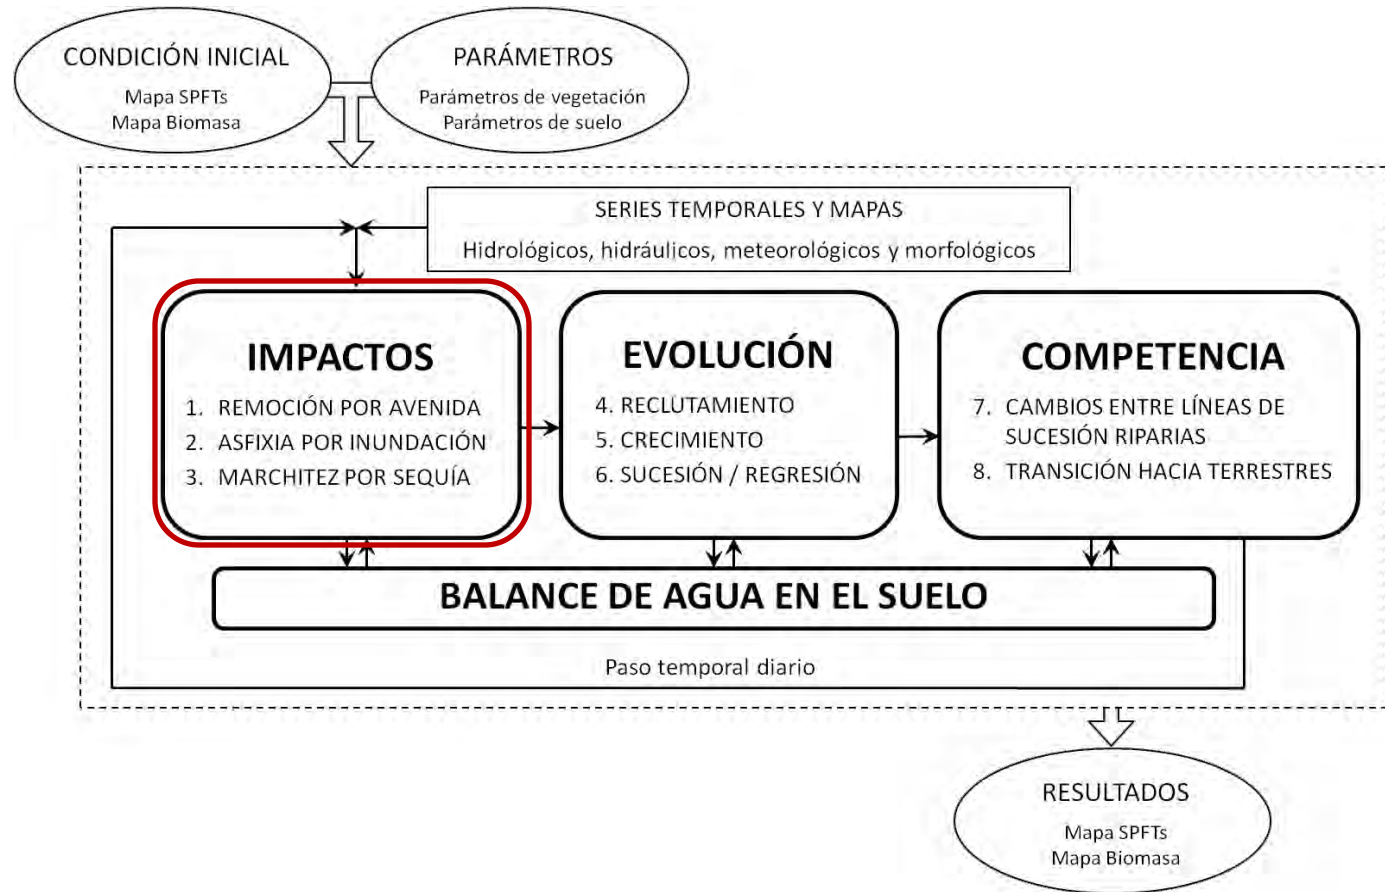 CONDICIÓN INICIAL
Mapa SPFTs
Mapa Biomasa
PARÁMETROS
Parámetros de vegetación
Parámetros de suelo
SERIES TEMPORALES Y MAPAS
Hidrológicos, hidráulicos, meteorológicos y morfológicos
IMPACTOS
1. REMOCIÓN POR AVENIDA
2. ASFIXIA POR INUNDACIÓN
3. MARCHITEZ POR SEQUÍA
EVOLUCIÓN
4. RECLUTAMIENTO
5. CRECIMIENTO
6. SUCESIÓN / REGRESIÓN
COMPETENCIA
7. CAMBIOS ENTRE LÍNEAS DE
SUCESIÓN RIPARIAS
8. TRANSICIÓN HACIA TERRESTRES
BALANCE DE AGUA EN EL SUELO
Paso temporal diario
RESULTADOS
Mapa SPFTs
Mapa Biomasa